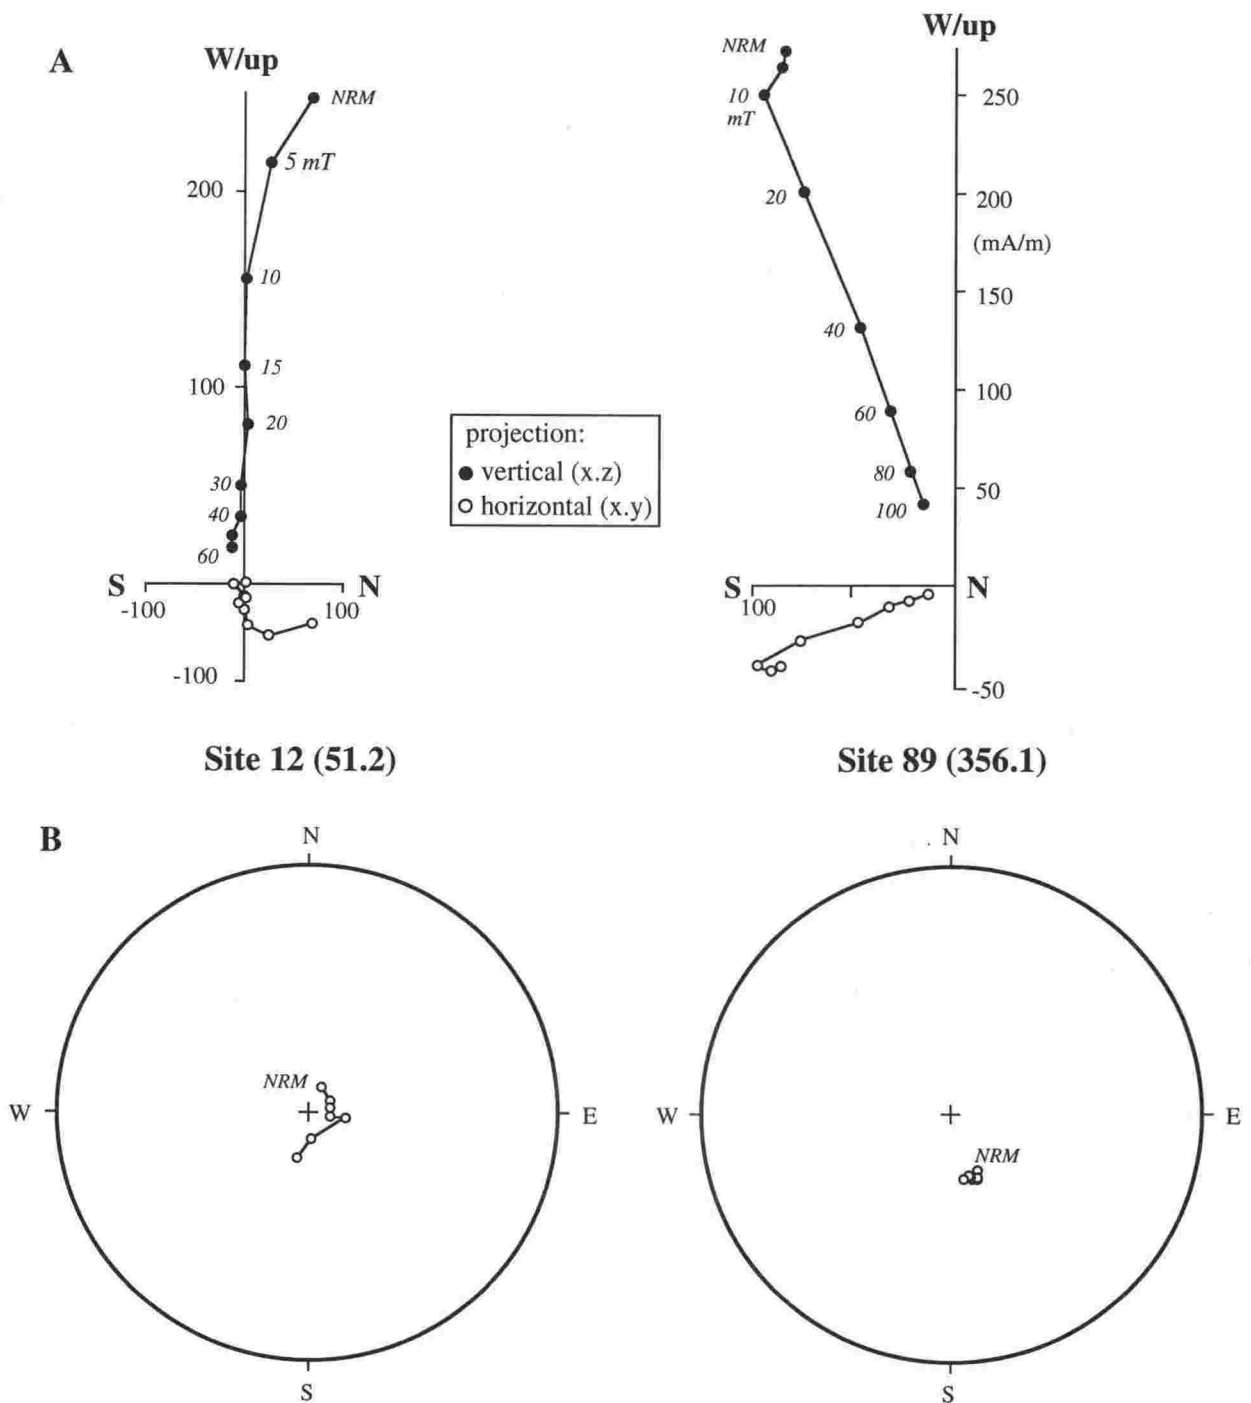 A
W/up
NRM
5 mT
200
10
15
100
20
30
40
60
S
N
-100
100
-100
Site 12 (51.2)
projection:
vertical (x.z)
horizontal (x.y)
W/up
NRM
10
mT
250
20
200
(mA/m)
150
40
100
60
80
50
100
S
N
100
-50
Site 89 (356.1)
B
N
NRM
W
E
S
N
W
E
NRM
S